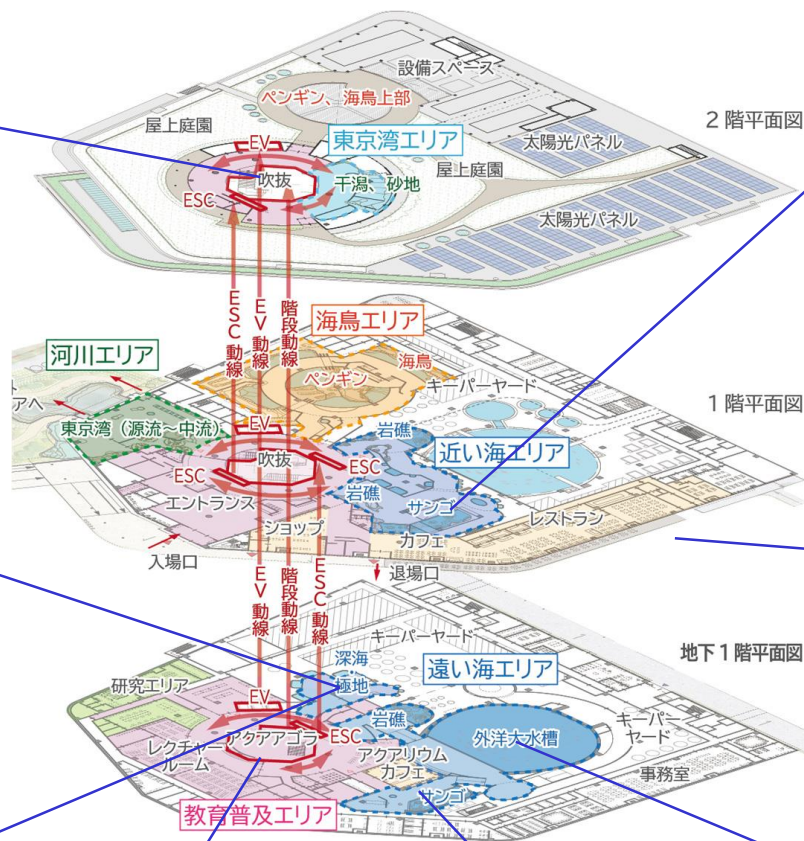 設備スペース
ペンギン、海鳥上部
2階平面図
屋上庭園
EV
東京湾エリア
太陽光パネル
屋上庭園
吹抜
干潟、砂地
ESC
太陽光パネル
ESC動線
EV動線
階段動線
海鳥エリア
河川エリア
海鳥
ペンギン
キーパーヤード
ト
アへ
1階平面図
東京湾（源流～中流）
EV
岩礁
近い海エリア
吹抜
ESC
ESC
岩礁
サンゴ
エントランス
レストラン
ショップ
カフェ
入場口
退場口
EV動線
階段動線
ESC動線
キーパーヤード
地下1階平面図
深海
遠い海エリア
研究エリア
極地
EV
岩礁
キーパー
ヤード
外洋大水槽
アクアアゴラ
ESC
レクチャー
ルーム
アクアリウム
カフェ
事務室
サンゴ
教育普及エリア